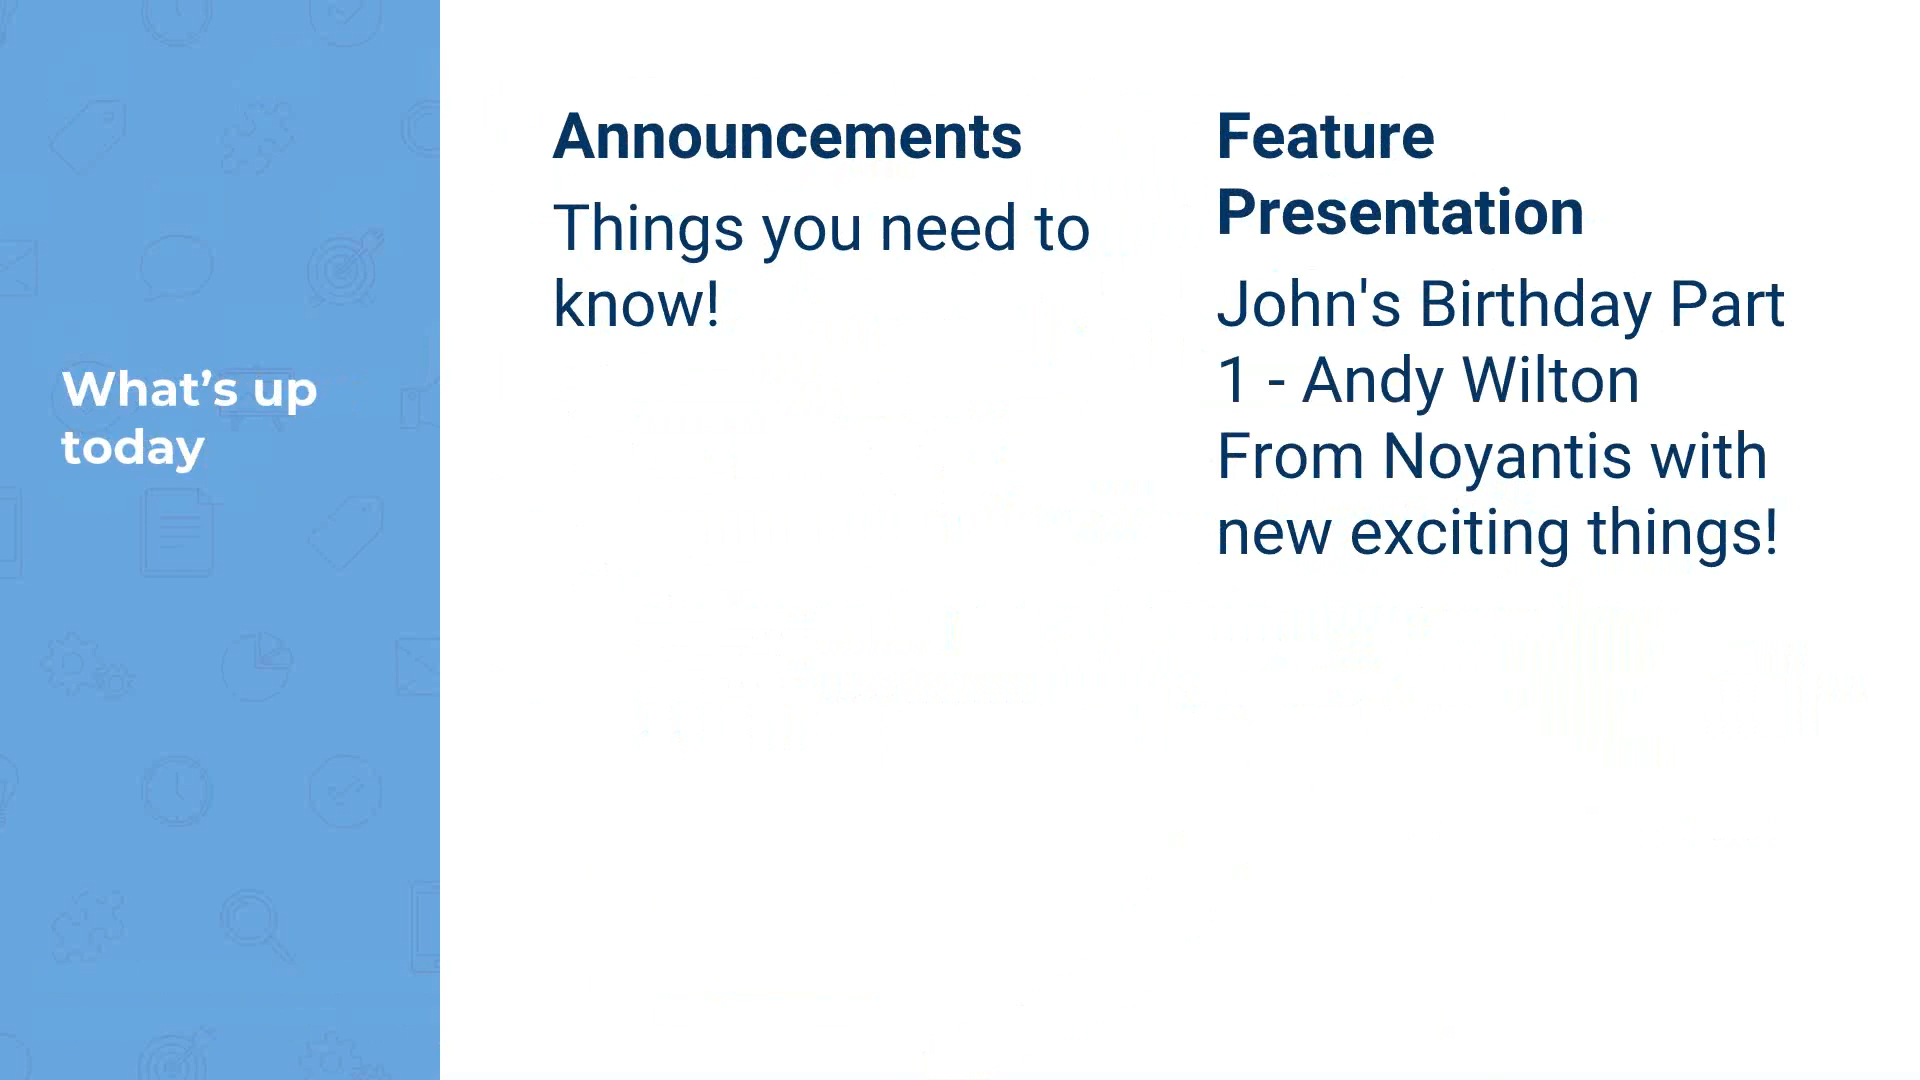 What’s up
today
Announcements
Things you need to
know!
Feature
Presentation
John's Birthday Part
1 - Andy Wilton
From Noyantis with
new exciting things!